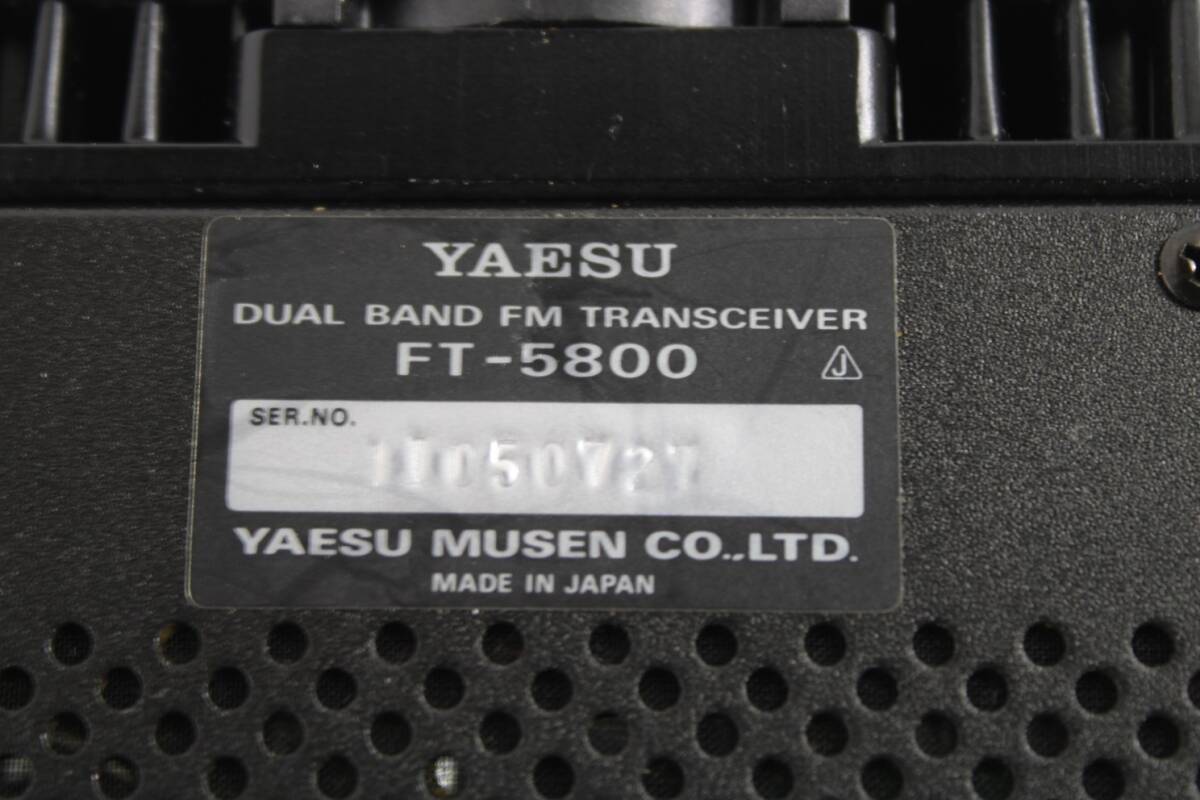 YAESU
DUAL BAND FM TRANSCEIVER
FT-5800
J
SER.NO.
YAESU MUSEN CO.,LTD.
MADE IN JAPAN